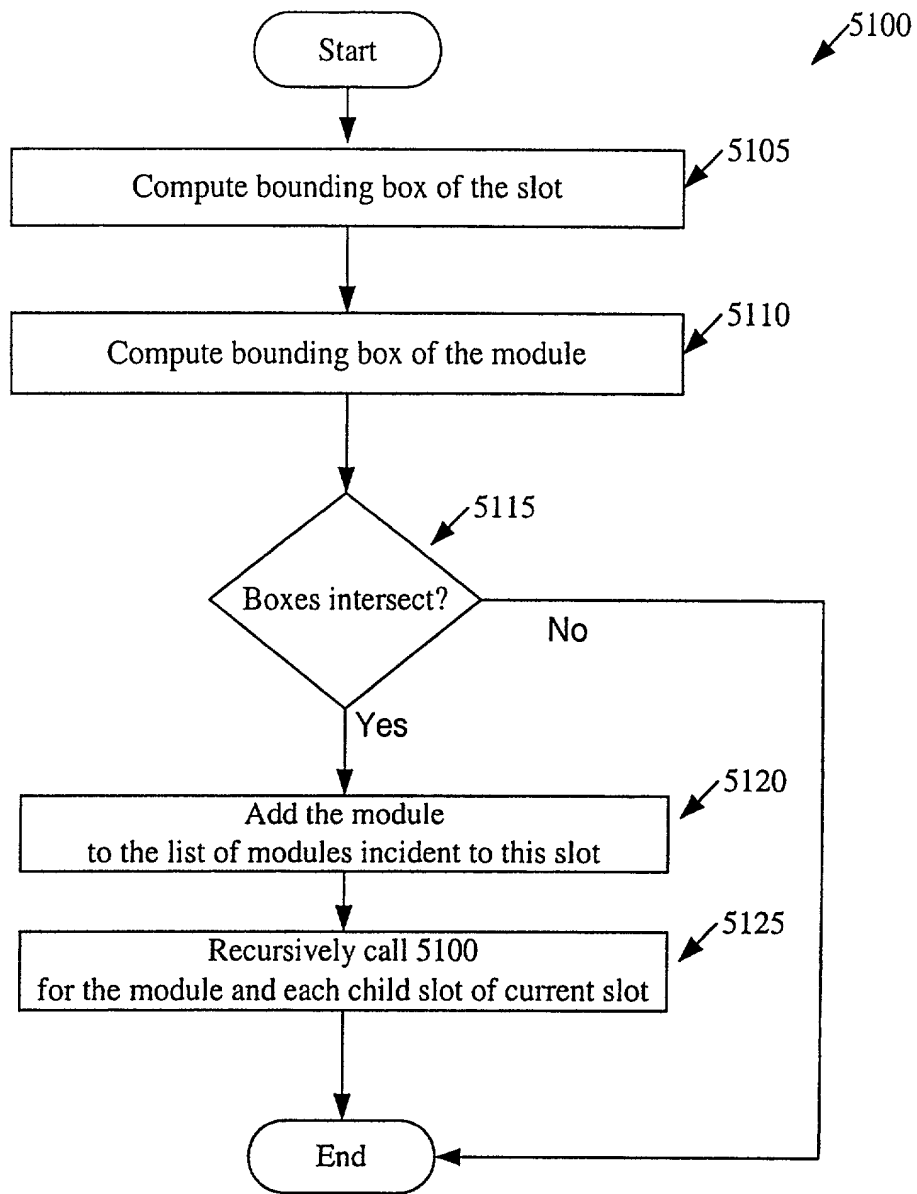 5100
Start
5105
Compute bounding box of the slot
5110
Compute bounding box of the module
5115
Boxes intersect?
No
Yes
5120
Add the module
to the list of modules incident to this slot
5125
Recursively call 5100
for the module and each child slot of current slot
End